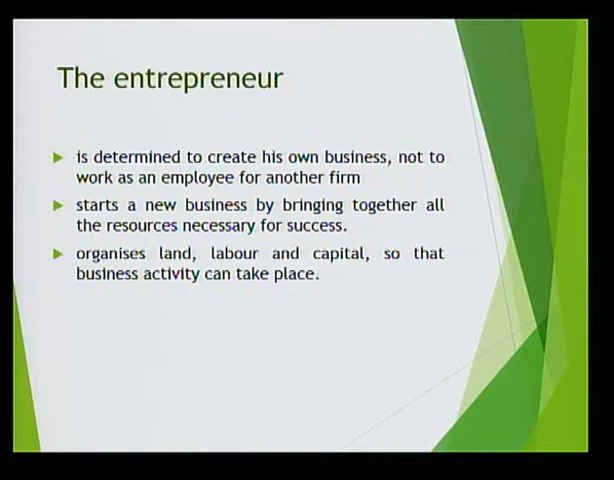 The entrepreneur
is determined to create his own business, not to
work as an employee for another firm
starts a new business by bringing together all
the resources necessary for success.
organises land, labour and capital, so that
business activity can take place.